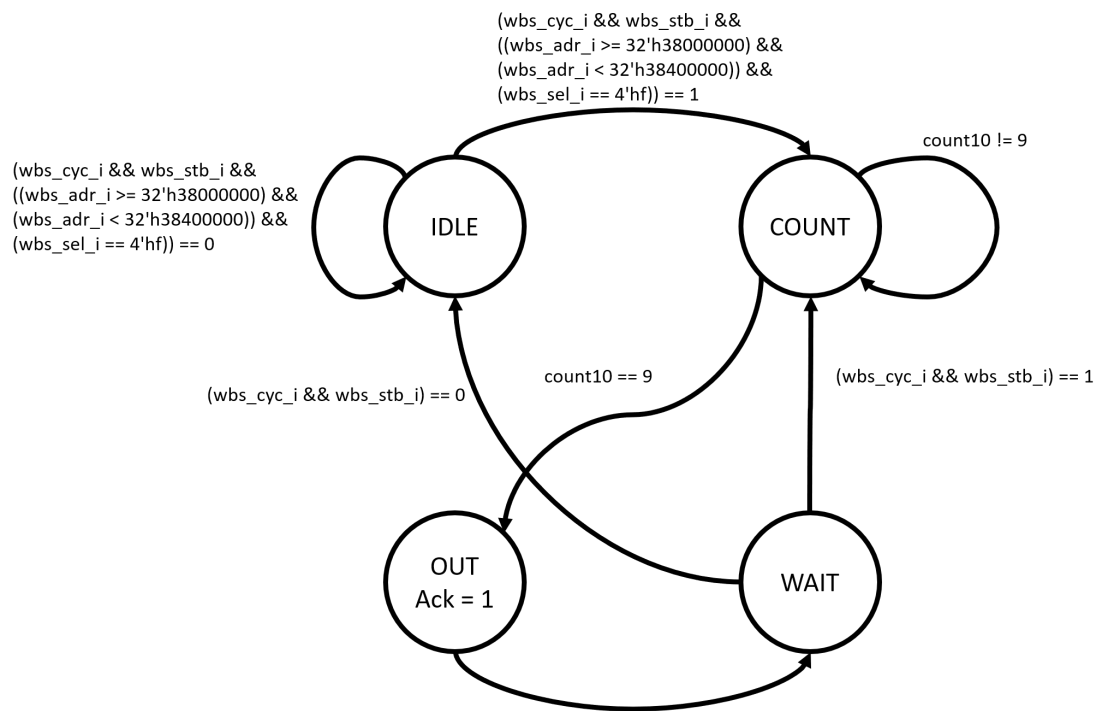 (wbs_cyc_i && wbs_stb_i &&
((wbs_adr_i >= 32'h38000000) &&
(wbs_adr_i < 32'h38400000)) &&
(wbs_sel_i == 4'hf)) == 1
count10 != 9
(wbs_cyc_i && wbs_stb_i &&
((wbs_adr_i >= 32'h38000000) &&
(wbs_adr_i < 32'h38400000)) &&
(wbs_sel_i == 4'hf)) == 0
IDLE
COUNT
count10 == 9
(wbs_cyc_i && wbs_stb_i) == 1
(wbs_cyc_i && wbs_stb_i) == 0
OUT
Ack = 1
WAIT